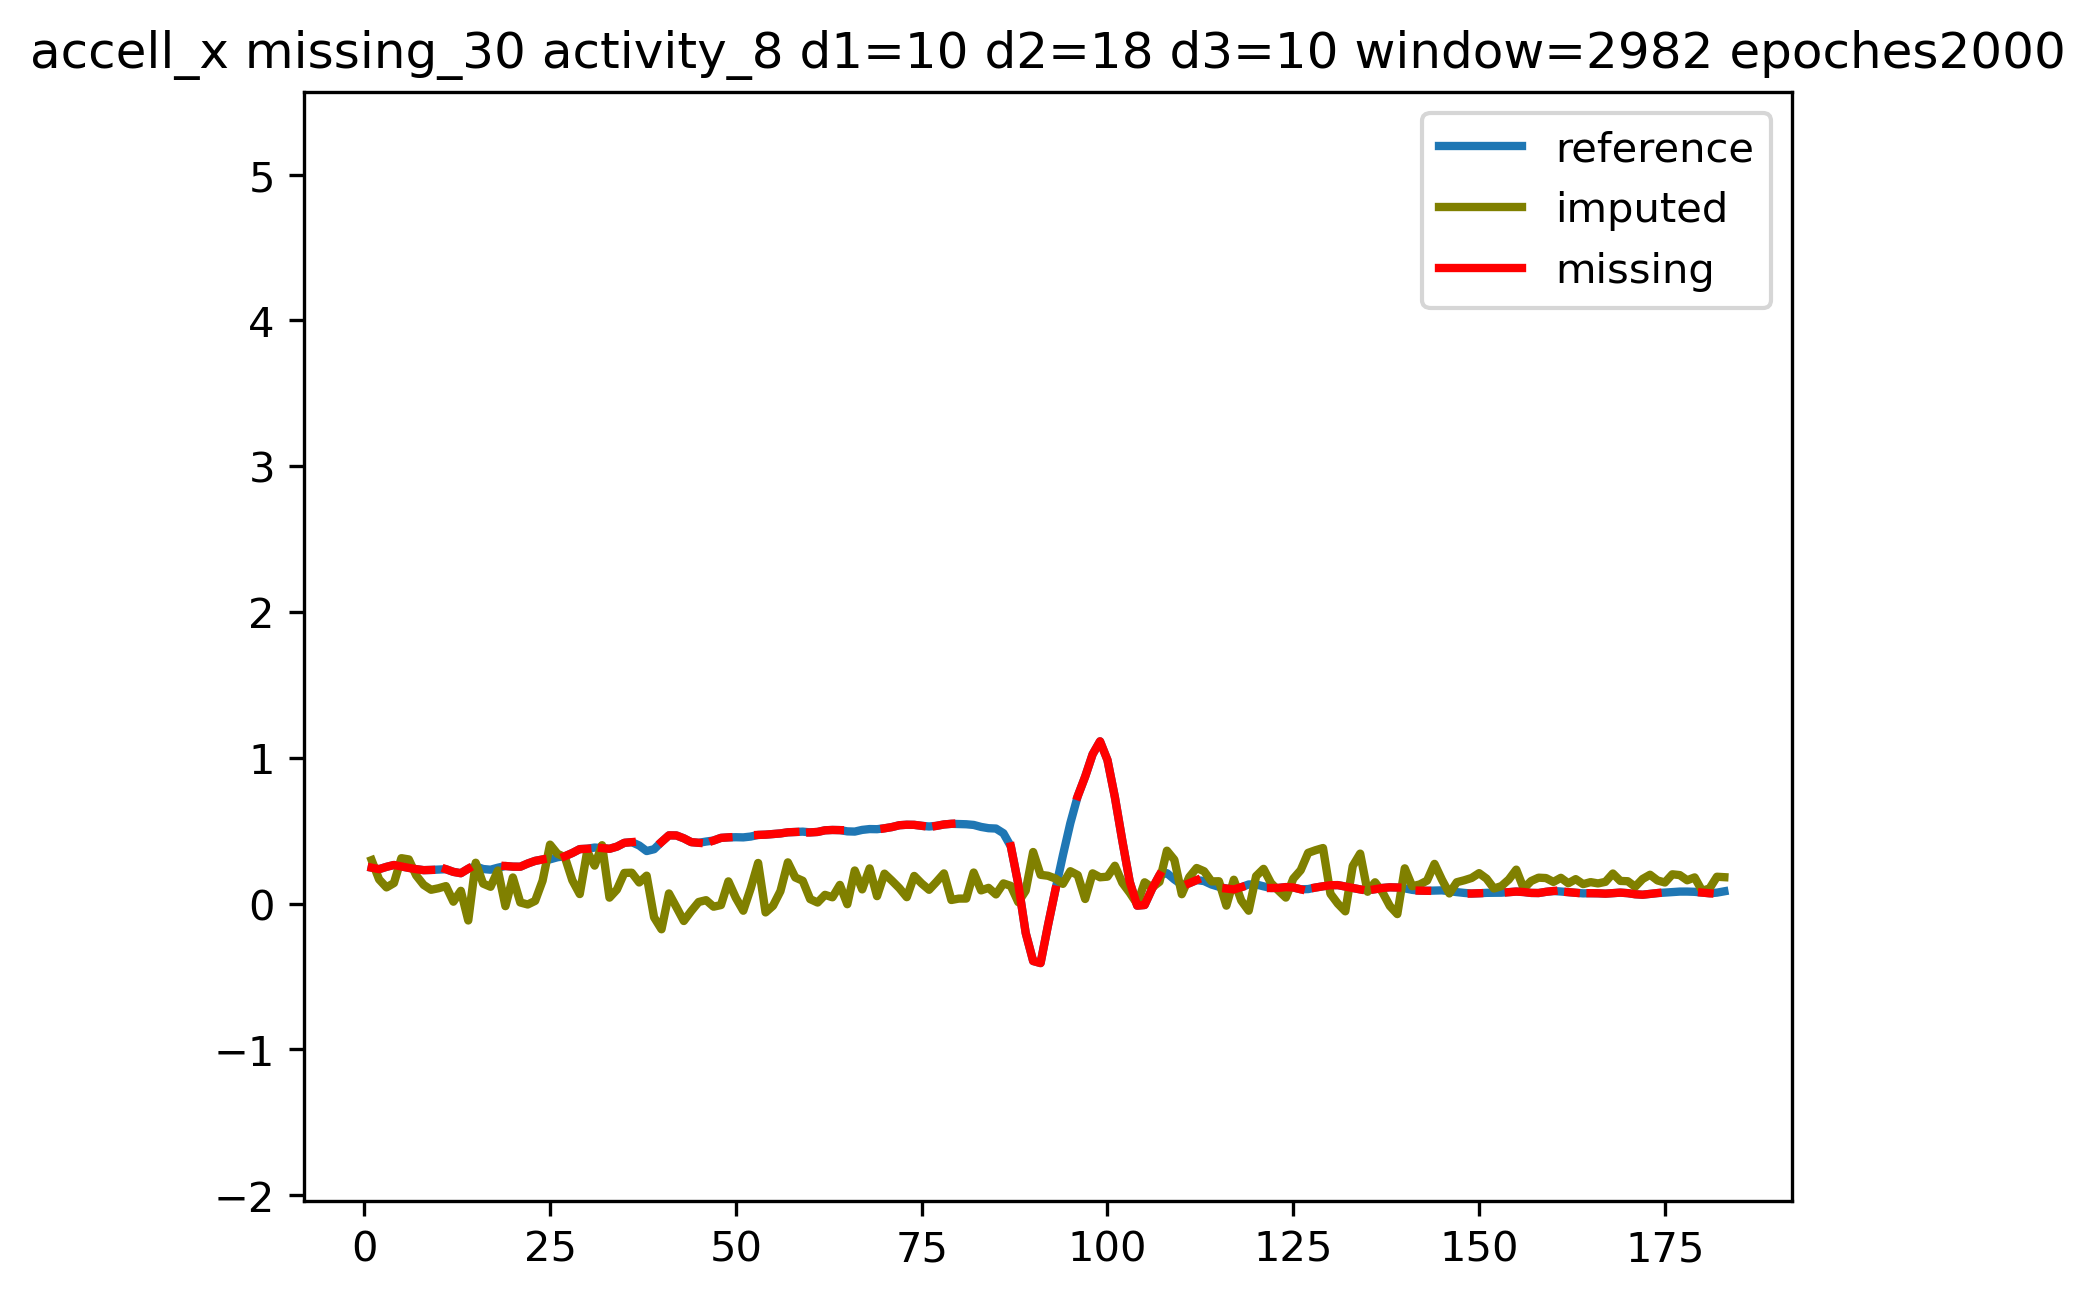 accell_x missing_30 activity_8 d1=10 d2=18 d3=10 window=2982 epoches2000
reference
imputed
missing
5
4
3
2
1
0
−1
−2
0 25 50 75 100 125 150 175